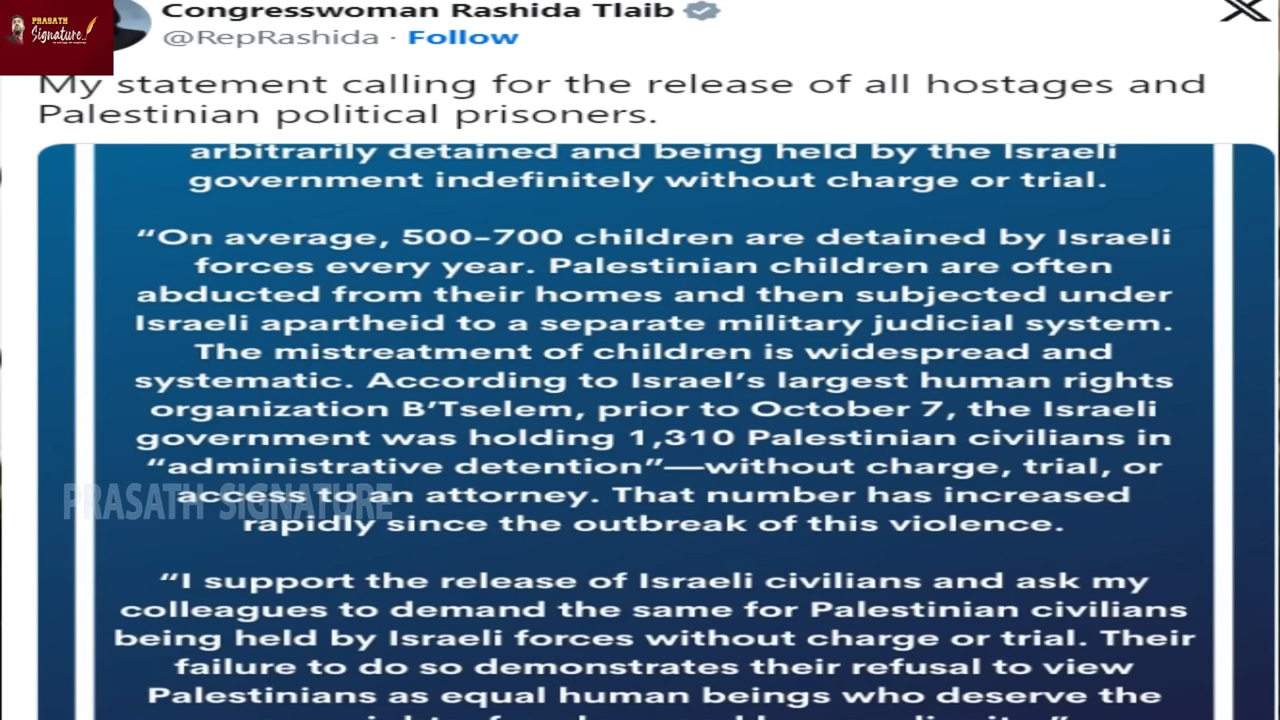 PRASATH
Signature
Congresswoman Rashida Tlaib
@RepRashida · Follow
My statement calling for the release of all hostages and
Palestinian political prisoners.
arbitrarily detained and being held by the Israeli
government indefinitely without charge or trial.
“On average, 500–700 children are detained by Israeli
forces every year. Palestinian children are often
abducted from their homes and then subjected under
Israeli apartheid to a separate military judicial system.
The mistreatment of children is widespread and
systematic. According to Israel’s largest human rights
organization B’Tselem, prior to October 7, the Israeli
government was holding 1,310 Palestinian civilians in
“administrative detention”—without charge, trial, or
access to an attorney. That number has increased
rapidly since the outbreak of this violence.
PRASATH SIGNATURE
“I support the release of Israeli civilians and ask my
colleagues to demand the same for Palestinian civilians
being held by Israeli forces without charge or trial. Their
failure to do so demonstrates their refusal to view
Palestinians as equal human beings who deserve the